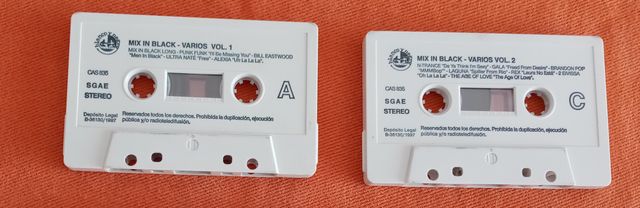 MIX IN BLACK - VARIOS VOL. 1
MIX IN BLACK LONG - PUNK FUNK "I'll Be Missing You" - BILL EASTWOOD
"Men In Black" - ULTRA NATÉ "Free" - ALEXIA "Uh La La La".
CAS 835
SGAE
STEREO
A
Depósito Legal
B-36130/1997
Reservados todos los derechos. Prohibida la duplicación, ejecución
pública y/o radioteledifusión.
MIX IN BLACK - VARIOS VOL. 2
N-TRANCE "Da Ya Think I'm Sexy" - GALA "Freed From Desire" - BRANDON POP
"MMMBop" - LAGUNA "Spiller From Rio" - REX "Laura No Está" - 2 EIVISSA
"Oh La La La" - THE AGE OF LOVE "The Age Of Love".
CAS 835
SGAE
STEREO
C
Depósito Legal
B-36130/1997
Reservados todos los derechos. Prohibida la duplicación, ejecución
pública y/o radioteledifusión.